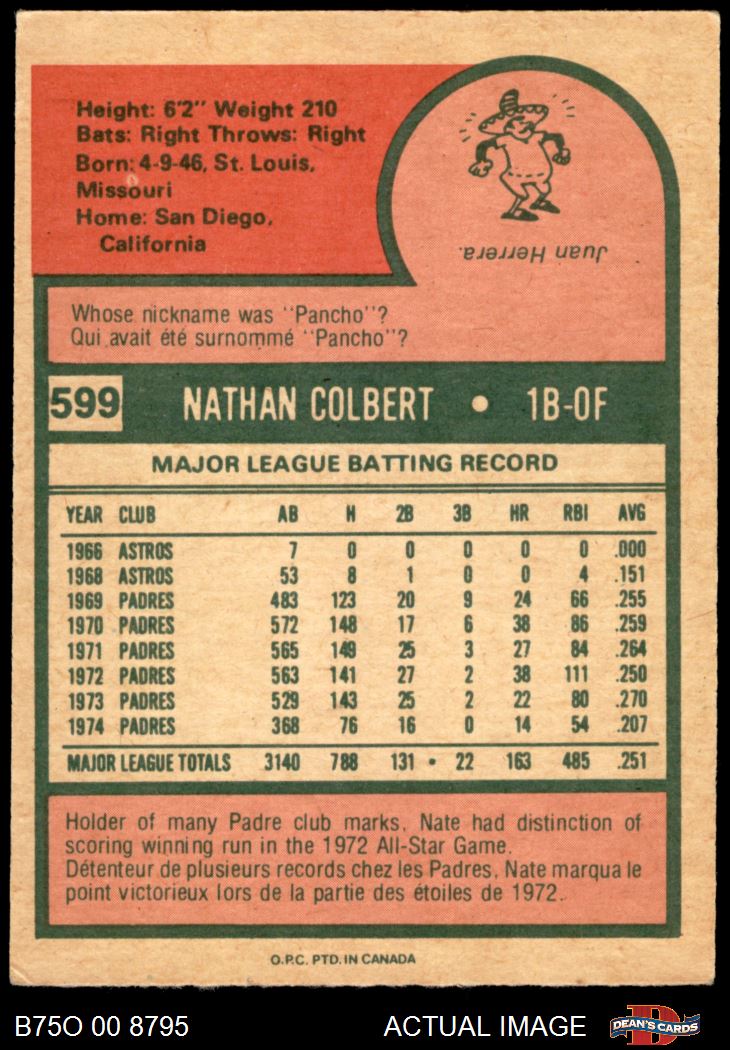 Height: 6'2" Weight 210
Bats: Right Throws: Right
Born: 4-9-46, St. Louis,
Missouri
Home: San Diego,
California
Juan Herrera.
Whose nickname was "Pancho"?
Qui avait été surnommé "Pancho"?
599 NATHAN COLBERT • 1B-OF
MAJOR LEAGUE BATTING RECORD
YEAR CLUB AB H 2B 3B HR RBI AVG
1966 ASTROS 7 0 0 0 0 0 .000
1968 ASTROS 53 8 1 0 0 4 .151
1969 PADRES 483 123 20 9 24 66 .255
1970 PADRES 572 148 17 6 38 86 .259
1971 PADRES 565 149 25 3 27 84 .264
1972 PADRES 563 141 27 2 38 111 .250
1973 PADRES 529 143 25 2 22 80 .270
1974 PADRES 368 76 16 0 14 54 .207
MAJOR LEAGUE TOTALS 3140 788 131 • 22 163 485 .251
Holder of many Padre club marks, Nate had distinction of
scoring winning run in the 1972 All-Star Game.
Détenteur de plusieurs records chez les Padres, Nate marqua le
point victorieux lors de la partie des étoiles de 1972.
O.P.C. PTD. IN CANADA
B75O 00 8795 ACTUAL IMAGE D DEAN'S CARDS